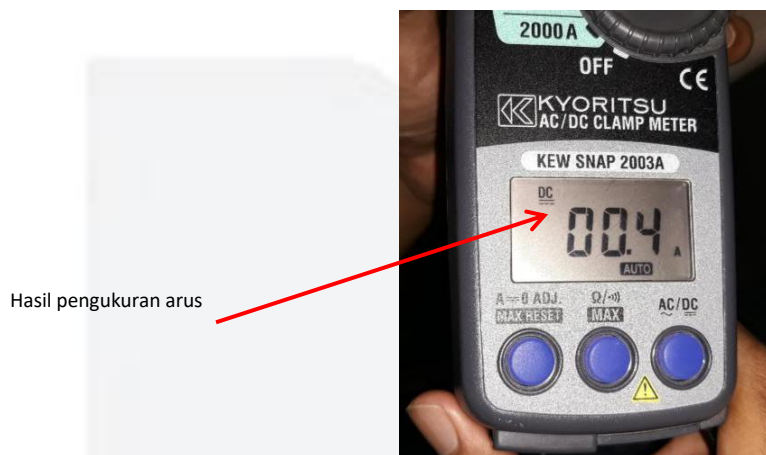 2000 A
OFF
CE
KYORITSU
AC/DC CLAMP METER
KEW SNAP 2003A
DC
00.4 A
AUTO
Hasil pengukuran arus
A⎓0 ADJ. Ω/·))) AC/DC
MAX RESET MAX